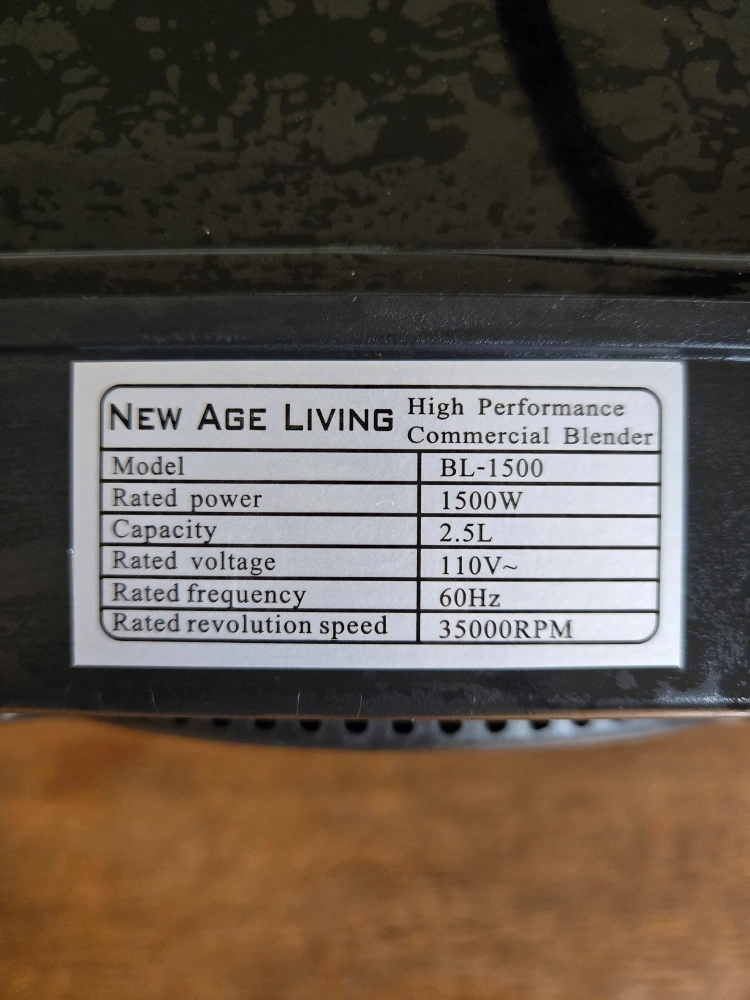 NEW AGE LIVING High Performance
Commercial Blender
Model BL-1500
Rated power 1500W
Capacity 2.5L
Rated voltage 110V~
Rated frequency 60Hz
Rated revolution speed 35000RPM